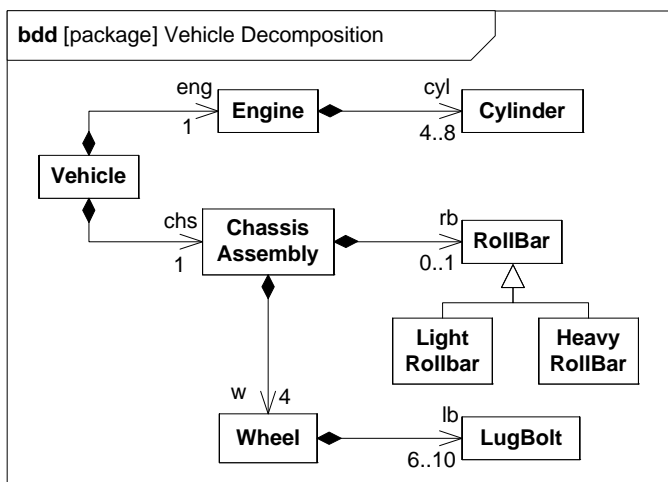 bdd [package] Vehicle Decomposition
eng
1
Engine
cyl
4..8
Cylinder
Vehicle
chs
1
Chassis
Assembly
rb
0..1
RollBar
Light
Rollbar
Heavy
RollBar
w
4
Wheel
lb
6..10
LugBolt